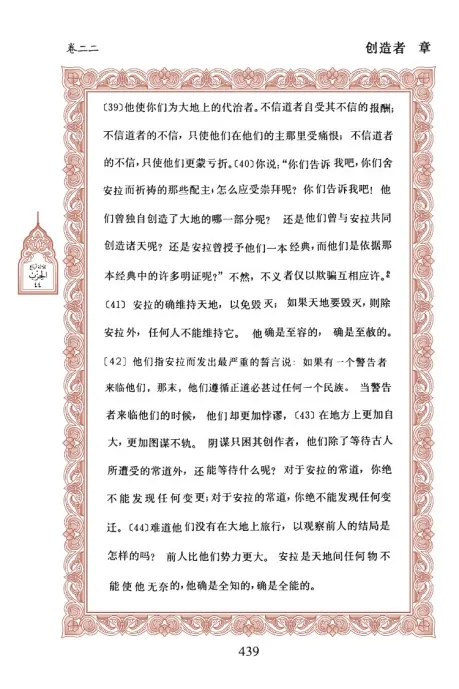 卷二二
创造者 章
〔39〕他使你们为大地上的代治者。不信道者自受其不信的报酬;
不信道者的不信,只使他们在他们的主那里受痛恨; 不信道者
的不信,只使他们更蒙亏折。〔40〕你说:“你们告诉我吧,你们舍
安拉而祈祷的那些配主,怎么应受崇拜呢? 你们告诉我吧! 他
们曾独自创造了大地的哪一部分呢? 还是他们曾与安拉共同
创造诸天呢? 还是安拉曾授予他们一本经典,而他们是依据那
本经典中的许多明证呢?” 不然,不义者仅以欺骗互相应许。
〔41〕安拉的确维持天地,以免毁灭; 如果天地要毁灭,则除
安拉外,任何人不能维持它。 他确是至容的, 确是至赦的。
〔42〕他们指安拉而发出最严重的誓言说: 如果有一个警告者
来临他们,那末,他们遵循正道必甚过任何一个民族。 当警告
者来临他们的时候, 他们却更加悖谬,〔43〕在地方上更加自
大,更加图谋不轨。 阴谋只困其创作者, 他们除了等待古人
所遭受的常道外,还能等待什么呢? 对于安拉的常道,你绝
不能发现任何变更;对于安拉的常道,你绝不能发现任何变
迁。〔44〕难道他们没有在大地上旅行,以观察前人的结局是
怎样的吗? 前人比他们势力更大。 安拉是天地间任何物不
能使他无奈的,他确是全知的,确是全能的。
الحزب
٤٤
439